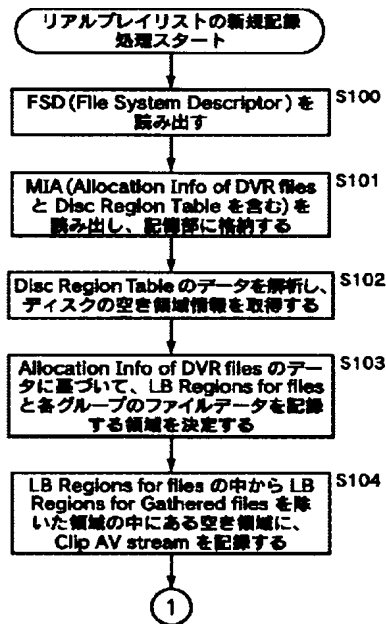 リアルプレイリストの新規記録
処理スタート
FSD(File System Descriptor)を
読み出す
S100
MIA(Allocation Info of DVR files
と Disc Region Table を含む)を
読み出し、記憶部に格納する
S101
Disc Region Table のデータを解析し、
ディスクの空き領域情報を取得する
S102
Allocation Info of DVR files のデー
タに基づいて、LB Regions for files
と各グループのファイルデータを記録
する領域を決定する
S103
LB Regions for files の中から LB
Regions for Gathered files を除
いた領域の中にある空き領域に、
Clip AV stream を記録する
S104
1